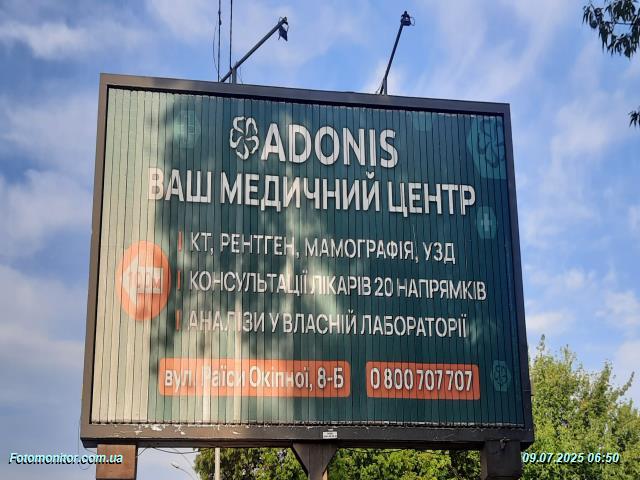 ADONIS
ВАШ МЕДИЧНИЙ ЦЕНТР
КТ, РЕНТГЕН, МАМОГРАФІЯ, УЗД
КОНСУЛЬТАЦІЇ ЛІКАРІВ 20 НАПРЯМКІВ
АНАЛІЗИ У ВЛАСНІЙ ЛАБОРАТОРІЇ
вул. Раїси Окіпної, 8-Б
0 800 707 707
Fotomonitor.com.ua
09.07.2025 06:50